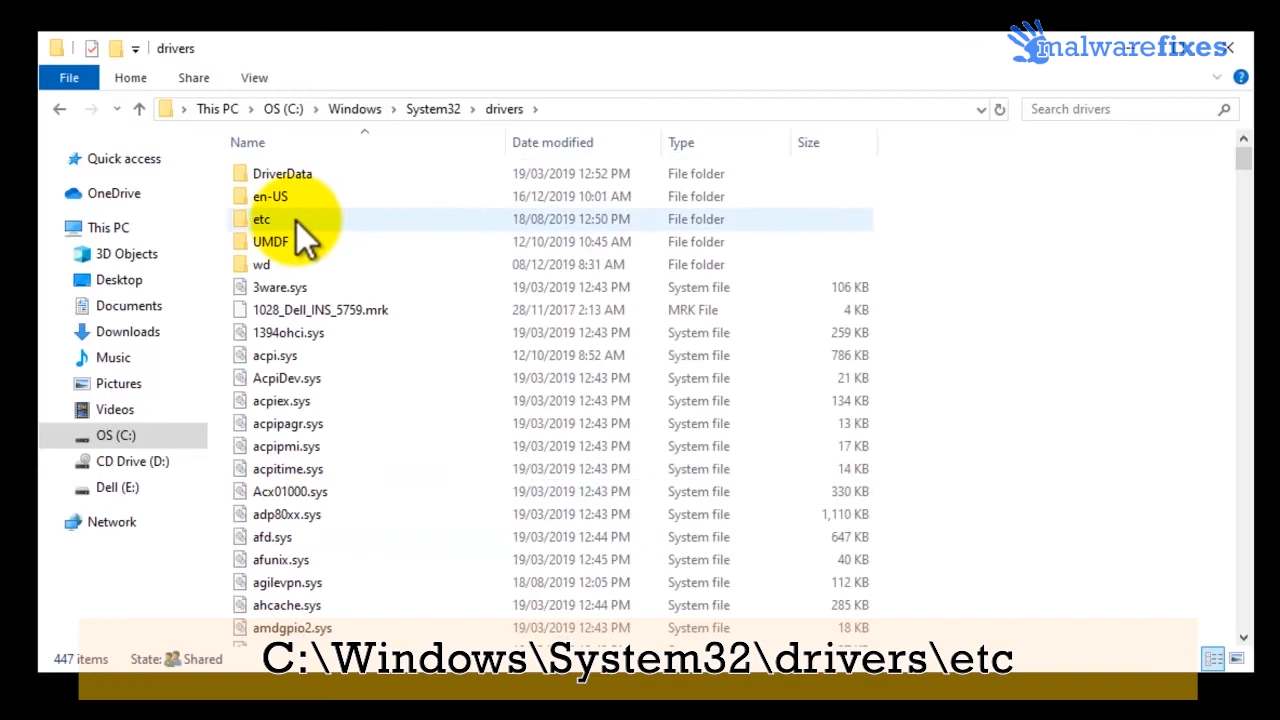 drivers
malwarefixes
File Home Share View
This PC OS (C:) Windows System32 drivers
Search drivers
Name Date modified Type Size
Quick access
OneDrive
This PC
3D Objects
Desktop
Documents
Downloads
Music
Pictures
Videos
OS (C:)
CD Drive (D:)
Dell (E:)
Network
DriverData 19/03/2019 12:52 PM File folder
en-US 16/12/2019 10:01 AM File folder
etc 18/08/2019 12:50 PM File folder
UMDF 12/10/2019 10:45 AM File folder
wd 08/12/2019 8:31 AM File folder
3ware.sys 19/03/2019 12:43 PM System file 106 KB
1028_Dell_INS_5759.mrk 28/11/2017 2:13 AM MRK File 4 KB
1394ohci.sys 19/03/2019 12:43 PM System file 259 KB
acpi.sys 12/10/2019 8:52 AM System file 786 KB
AcpiDev.sys 19/03/2019 12:43 PM System file 21 KB
acpiex.sys 19/03/2019 12:43 PM System file 134 KB
acpipagr.sys 19/03/2019 12:43 PM System file 13 KB
acpipmi.sys 19/03/2019 12:43 PM System file 17 KB
acpitime.sys 19/03/2019 12:43 PM System file 14 KB
Acx01000.sys 19/03/2019 12:43 PM System file 330 KB
adp80xx.sys 19/03/2019 12:43 PM System file 1,110 KB
afd.sys 19/03/2019 12:44 PM System file 647 KB
afunix.sys 19/03/2019 12:45 PM System file 40 KB
agilevpn.sys 18/08/2019 12:05 PM System file 112 KB
ahcache.sys 19/03/2019 12:44 PM System file 285 KB
amdgpio2.sys 19/03/2019 12:43 PM System file 18 KB
447 items State: Shared
C:\Windows\System32\drivers\etc